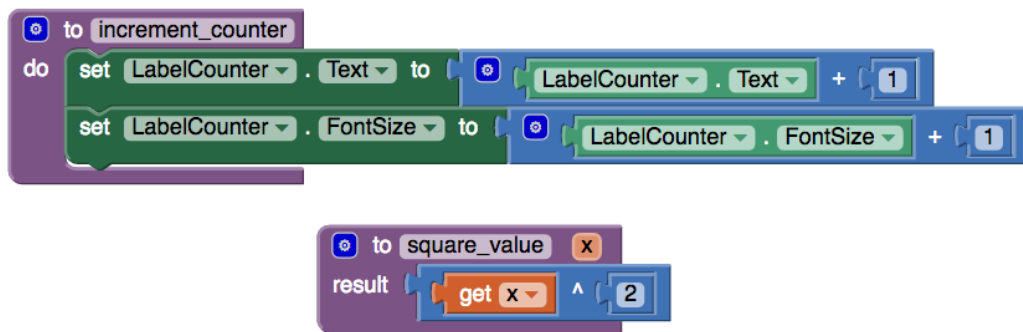 to increment_counter
do set LabelCounter . Text to LabelCounter . Text + 1
set LabelCounter . FontSize to LabelCounter . FontSize + 1
to square_value x
result get x ^ 2